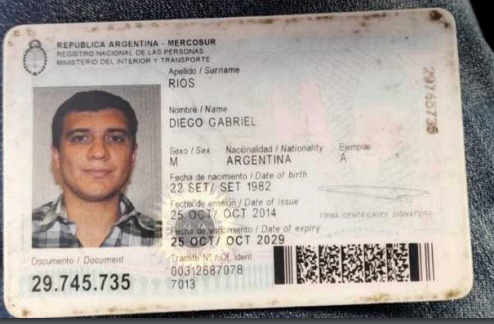 REPUBLICA ARGENTINA - MERCOSUR
REGISTRO NACIONAL DE LAS PERSONAS
MINISTERIO DEL INTERIOR Y TRANSPORTE
Apellido / Surname
RIOS
Nombre / Name
DIEGO GABRIEL
Sexo / Sex Nacionalidad / Nationality Ejemplar
M ARGENTINA A
Fecha de nacimiento / Date of birth
22 SET/ SET 1982
Fecha de emisión / Date of issue
25 OCT/ OCT 2014
FIRMA IDENTIFICADO/ SIGNATURE
Fecha de vencimiento / Date of expiry
25 OCT/ OCT 2029
Documento / Document
29.745.735
Tramite Nº / Of. ident.
00312687078
7013